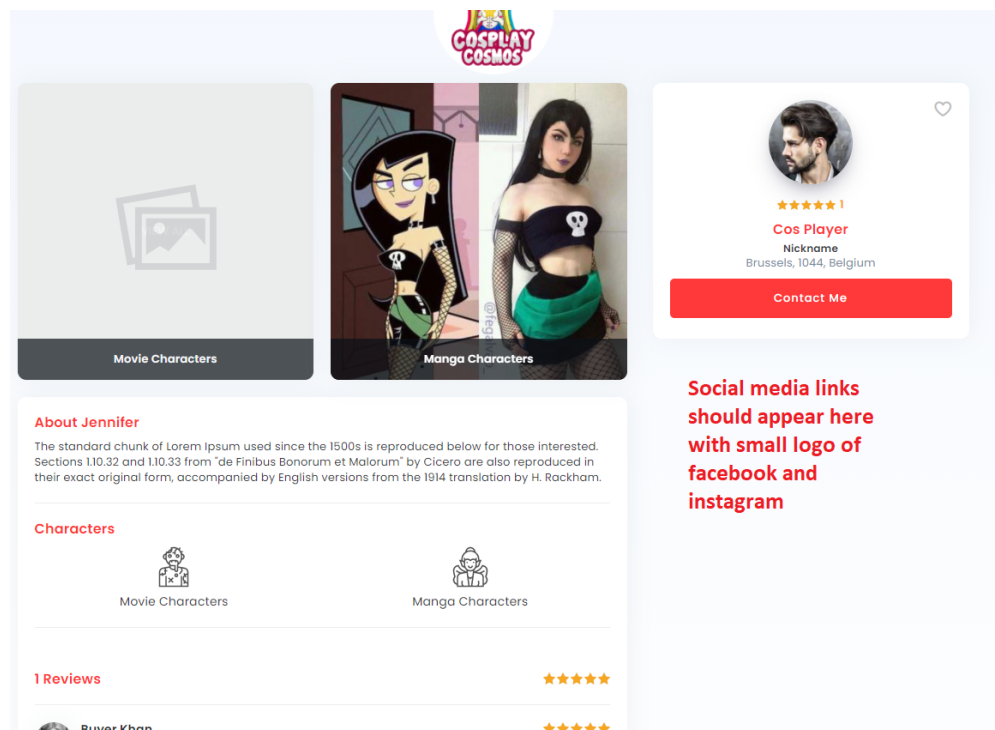 COSPLAY
COSMOS
Movie Characters
Manga Characters
1
Cos Player
Nickname
Brussels, 1044, Belgium
Contact Me
Social media links
should appear here
with small logo of
facebook and
instagram
About Jennifer
The standard chunk of Lorem Ipsum used since the 1500s is reproduced below for those interested.
Sections 1.10.32 and 1.10.33 from "de Finibus Bonorum et Malorum" by Cicero are also reproduced in
their exact original form, accompanied by English versions from the 1914 translation by H. Rackham.
Characters
Movie Characters
Manga Characters
1 Reviews
Buyer Khan